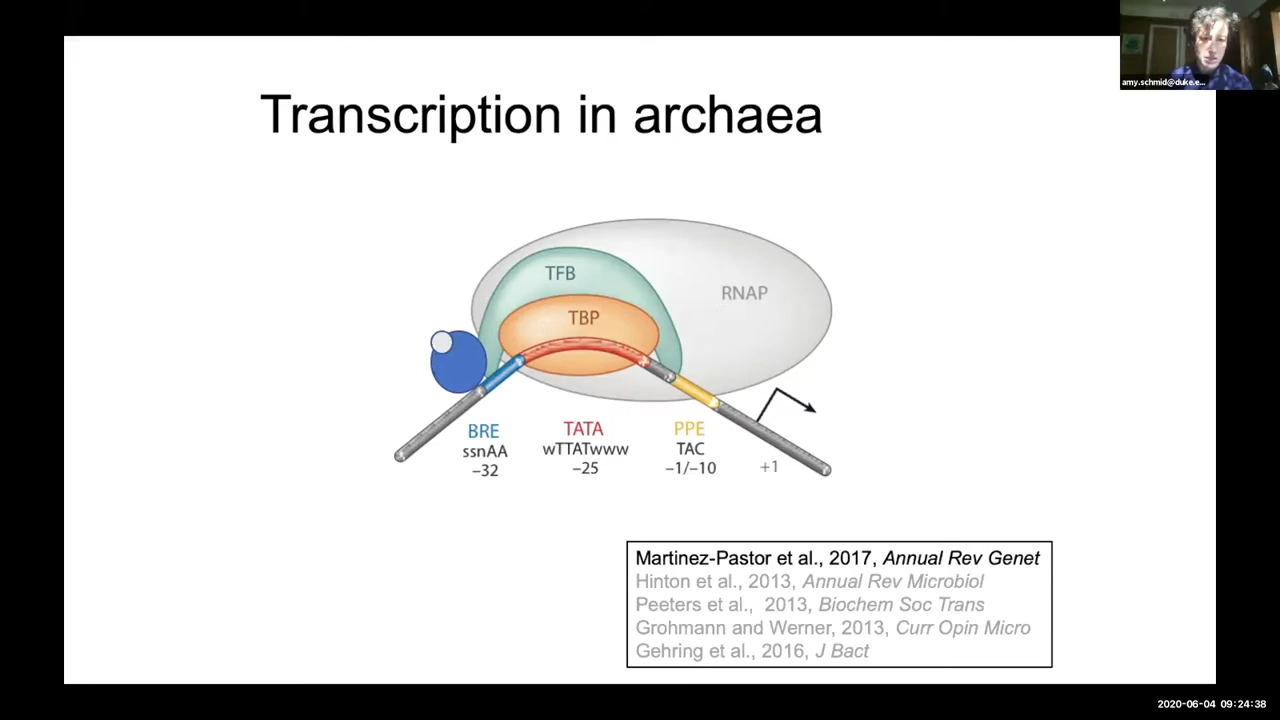 amy.schmid@duke.e...
Transcription in archaea
TFB
RNAP
TBP
BRE
ssnAA
−32
TATA
wTTATwww
−25
PPE
TAC
−1/−10
+1
Martinez-Pastor et al., 2017, Annual Rev Genet
Hinton et al., 2013, Annual Rev Microbiol
Peeters et al., 2013, Biochem Soc Trans
Grohmann and Werner, 2013, Curr Opin Micro
Gehring et al., 2016, J Bact
2020-06-04 09:24:38